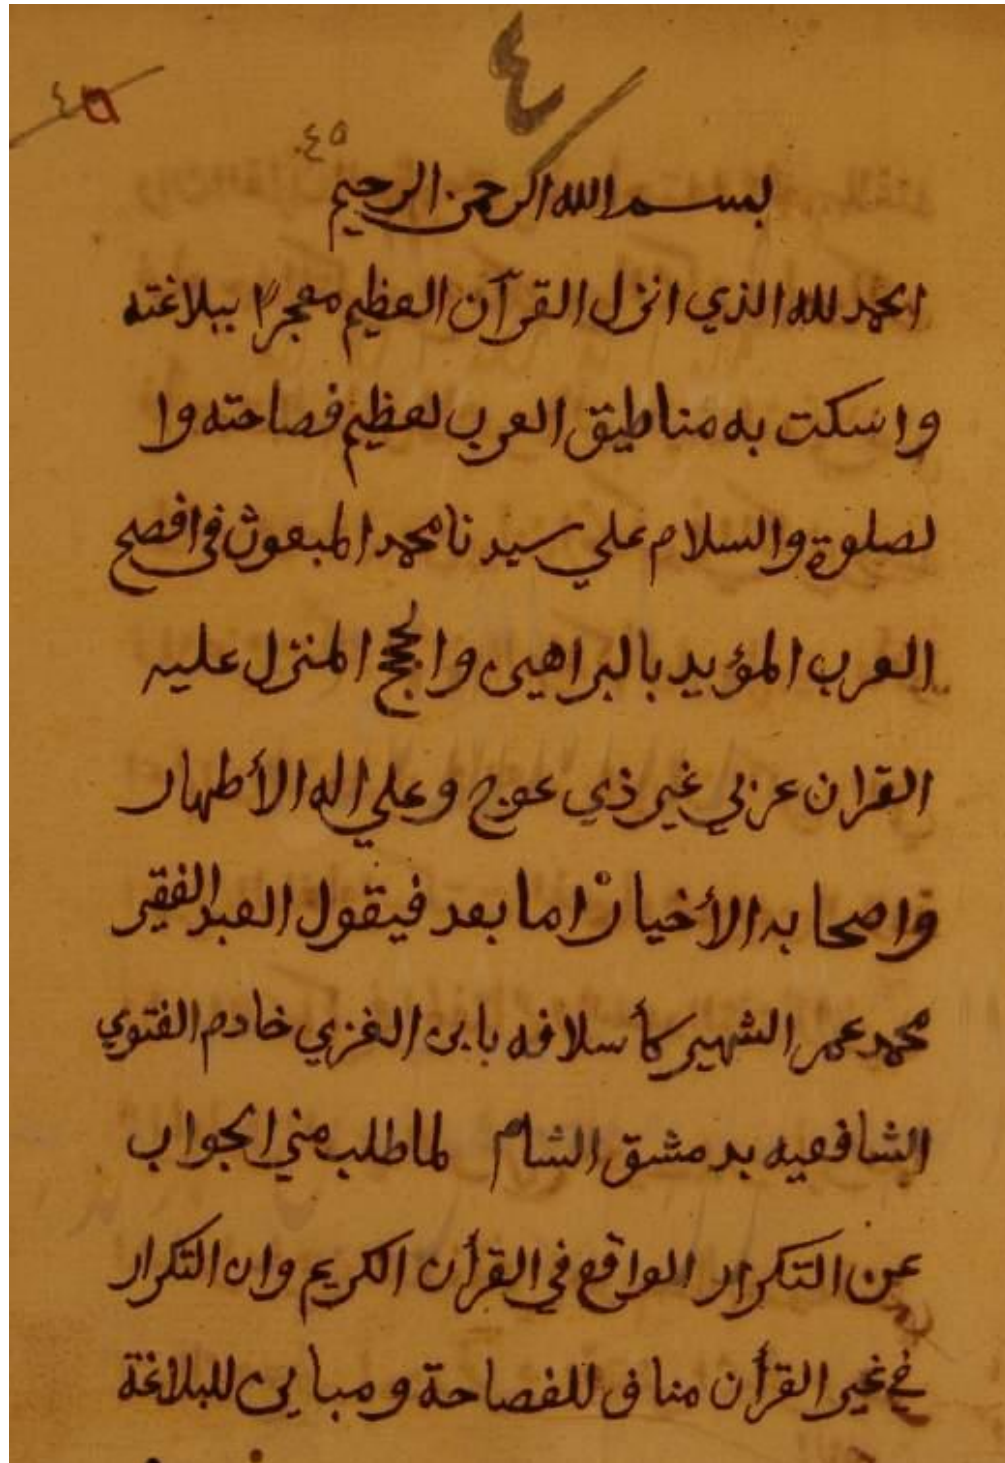 ٤
٤٥
٤٥
بسم الله الرحمن الرحيم
الحمد لله الذي انزل القرآن العظيم معجزا ببلاغته
واسكت به مناطيق العرب لعظيم فصاحته وا
لصلوة والسلام علي سيدنا محمد المبعوث في افصح
العرب المؤيد بالبراهين والحجج المنزل عليه
القران عربي غير ذي عوج وعلي اله الأطهار
واصحابه الأخيار اما بعد فيقول العبد الفقير
محمد عمر الشهير كأسلافه بابن الغزي خادم الفتوي
الشافعيه بدمشق الشام لما طلب مني الجواب
عن التكرار الواقع في القرأن الكريم وان التكرار
في غير القرأن مناف للفصاحة ومباين للبلاغة